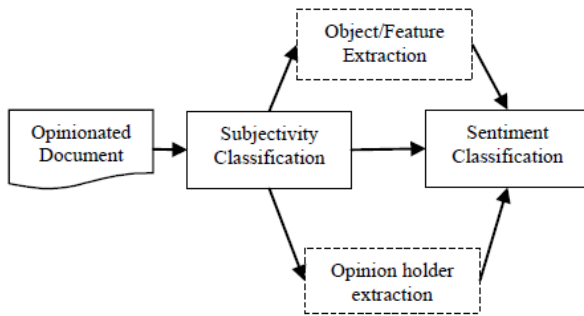 Object/Feature
Extraction
Opinionated
Document
Subjectivity
Classification
Sentiment
Classification
Opinion holder
extraction